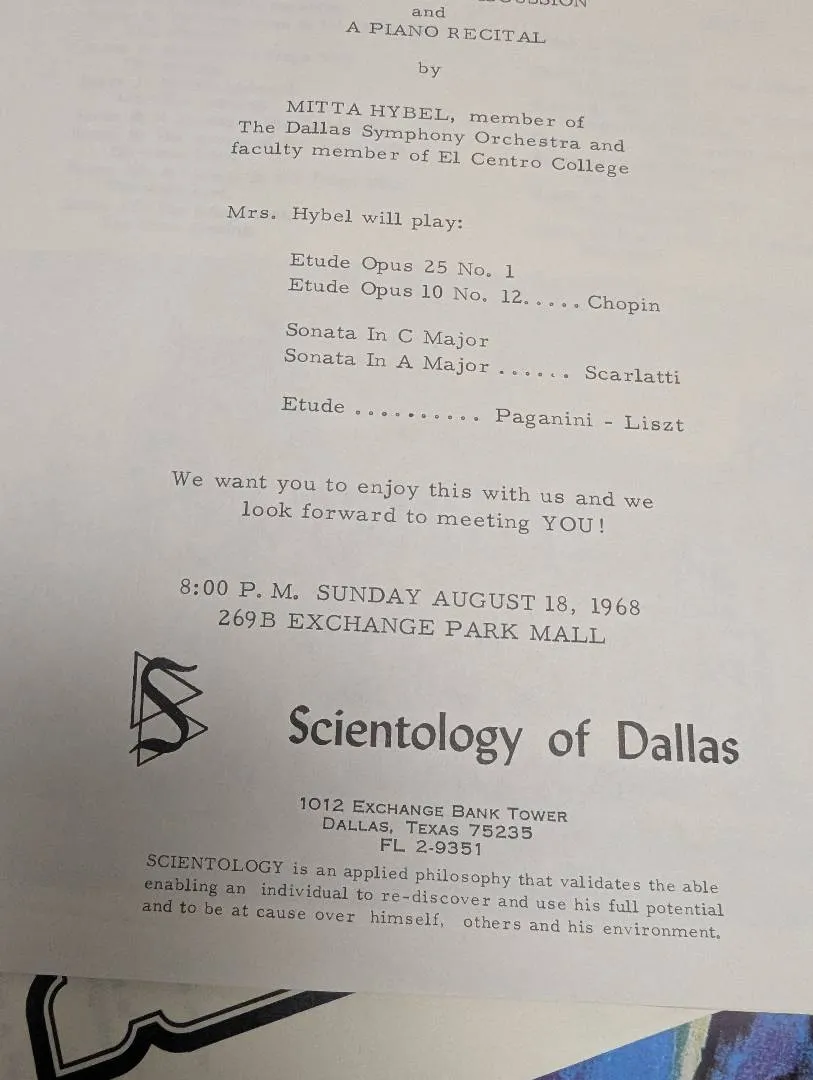 and
A PIANO RECITAL
by
MITTA HYBEL, member of
The Dallas Symphony Orchestra and
faculty member of El Centro College
Mrs. Hybel will play:
Etude Opus 25 No. 1
Etude Opus 10 No. 12..... Chopin
Sonata In C Major
Sonata In A Major ...... Scarlatti
Etude .......... Paganini - Liszt
We want you to enjoy this with us and we
look forward to meeting YOU!
8:00 P. M. SUNDAY AUGUST 18, 1968
269B EXCHANGE PARK MALL
S
Scientology of Dallas
1012 EXCHANGE BANK TOWER
DALLAS, TEXAS 75235
FL 2-9351
SCIENTOLOGY is an applied philosophy that validates the able
enabling an individual to re-discover and use his full potential
and to be at cause over himself, others and his environment.